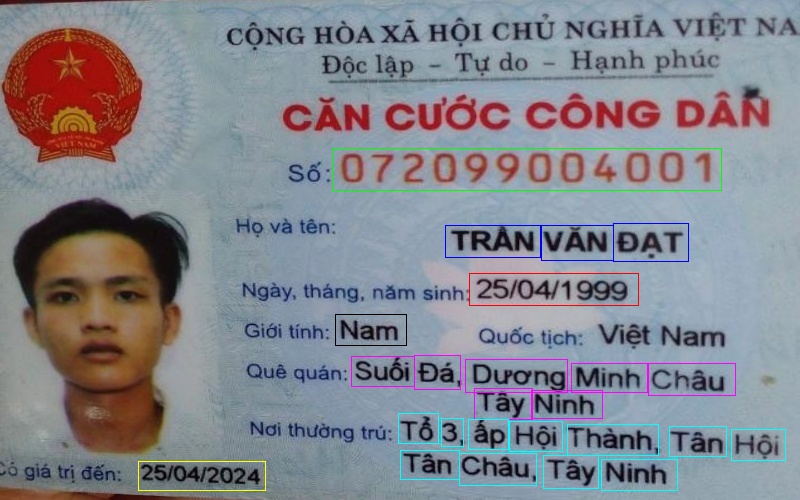 CỘNG HÒA XÃ HỘI CHỦ NGHĨA VIỆT NA
Độc lập - Tự do - Hạnh phúc
CĂN CƯỚC CÔNG DÂN
Số: 072099004001
Họ và tên:
TRẦN VĂN ĐẠT
Ngày, tháng, năm sinh: 25/04/1999
Giới tính: Nam Quốc tịch: Việt Nam
Quê quán: Suối Đá, Dương Minh Châu
Tây Ninh
Nơi thường trú: Tổ 3, ấp Hội Thành, Tân Hội
Tân Châu, Tây Ninh
Có giá trị đến: 25/04/2024